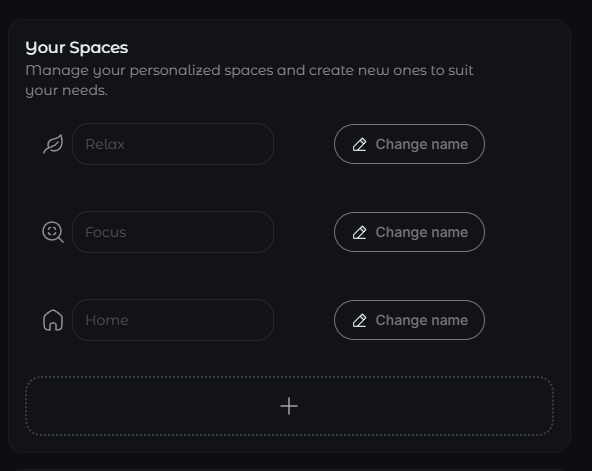 Your Spaces
Manage your personalized spaces and create new ones to suit
your needs.
Relax
Change name
Focus
Change name
Home
Change name